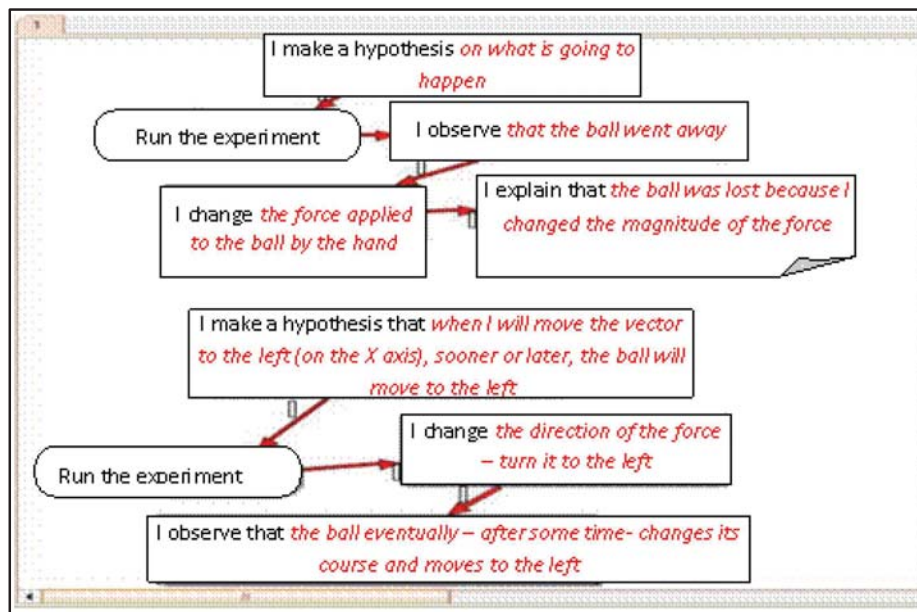 I make a hypothesis on what is going to
happen
Run the experiment
I observe that the ball went away
I change the force applied
to the ball by the hand
I explain that the ball was lost because I
changed the magnitude of the force
I make a hypothesis that when I will move the vector
to the left (on the X axis), sooner or later, the ball will
move to the left
I change the direction of the force
– turn it to the left
Run the experiment
I observe that the ball eventually – after some time- changes its
course and moves to the left